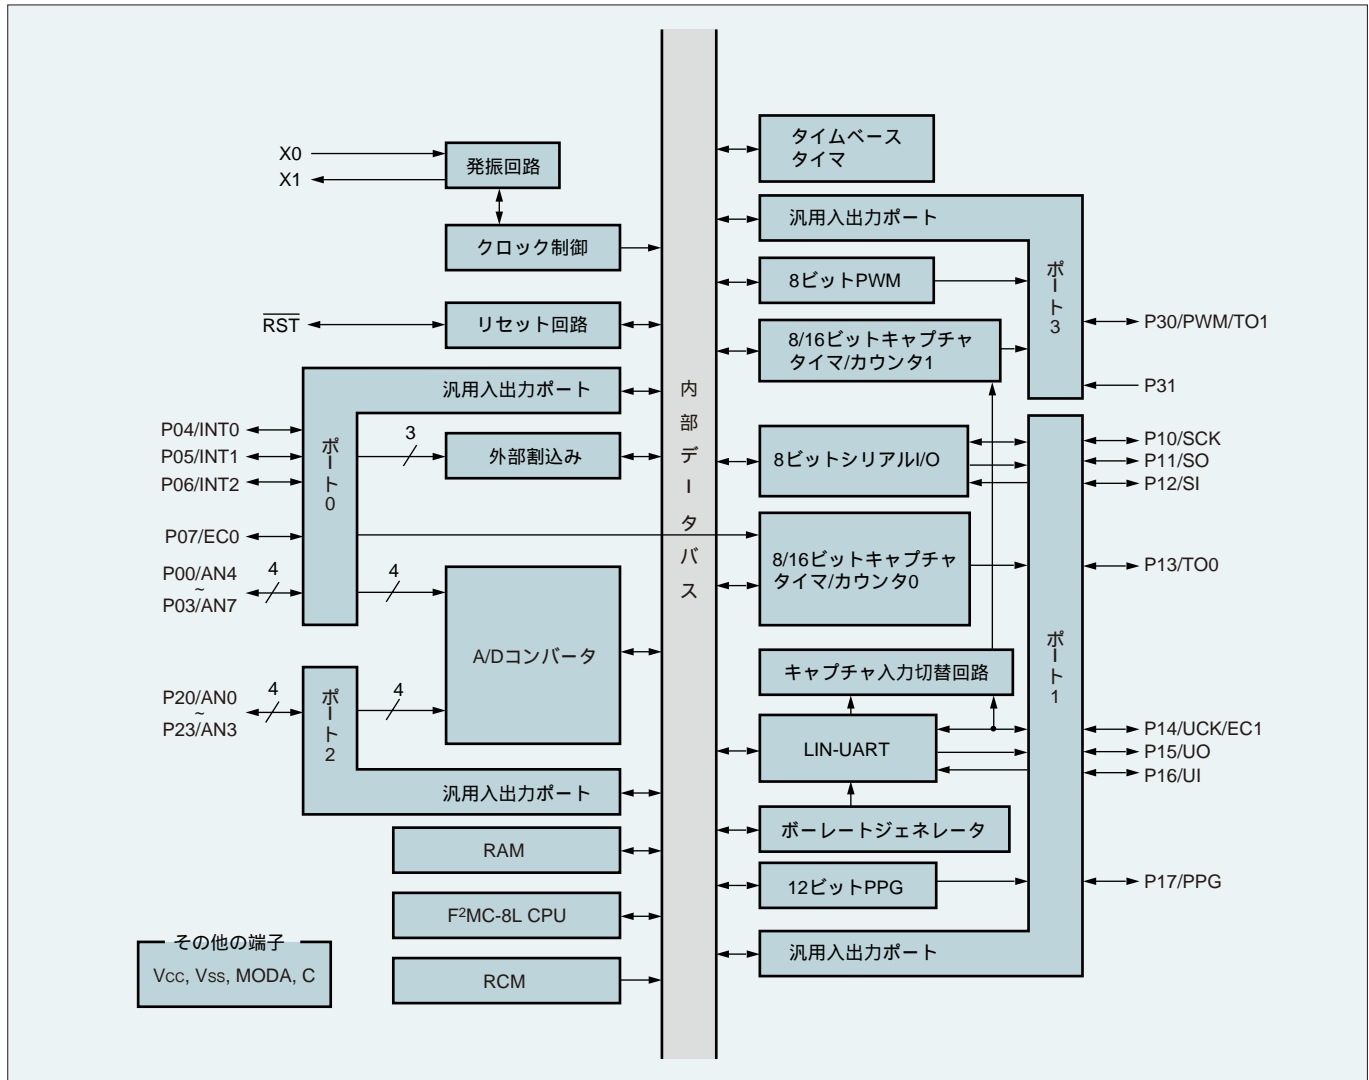 X0
X1
発振回路
クロック制御
RST
リセット回路
汎用入出力ポート
P04/INT0
P05/INT1
P06/INT2
P07/EC0
P00/AN4
~
P03/AN7
4
ポート0
3
外部割込み
4
A/Dコンバータ
P20/AN0
~
P23/AN3
4
ポート2
4
汎用入出力ポート
RAM
F²MC-8L CPU
RCM
その他の端子
Vcc, Vss, MODA, C
内部データバス
タイムベース
タイマ
汎用入出力ポート
ポート3
8ビットPWM
8/16ビットキャプチャ
タイマ/カウンタ1
P30/PWM/TO1
P31
8ビットシリアルI/O
P10/SCK
P11/SO
P12/SI
8/16ビットキャプチャ
タイマ/カウンタ0
P13/TO0
キャプチャ入力切替回路
ポート1
LIN-UART
P14/UCK/EC1
P15/UO
P16/UI
ボーレートジェネレータ
12ビットPPG
P17/PPG
汎用入出力ポート